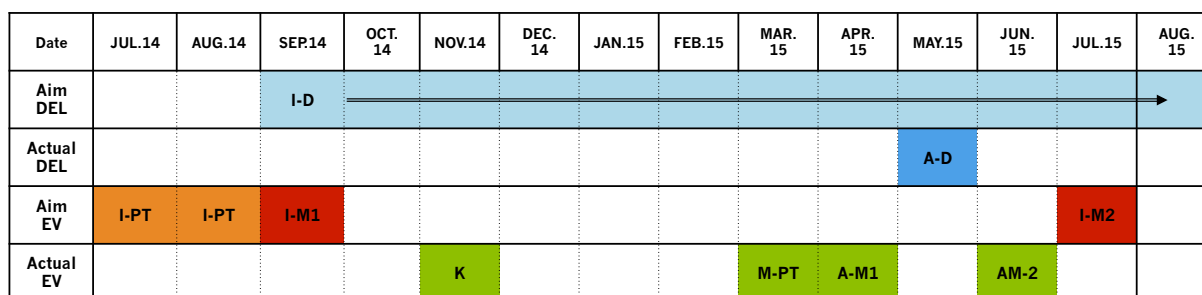 Date JUL.14 AUG.14 SEP.14 OCT. 14 NOV.14 DEC. 14 JAN.15 FEB.15 MAR. 15 APR. 15 MAY.15 JUN. 15 JUL.15 AUG. 15
Aim DEL I-D
Actual DEL A-D
Aim EV I-PT I-PT I-M1 I-M2
Actual EV K M-PT A-M1 AM-2